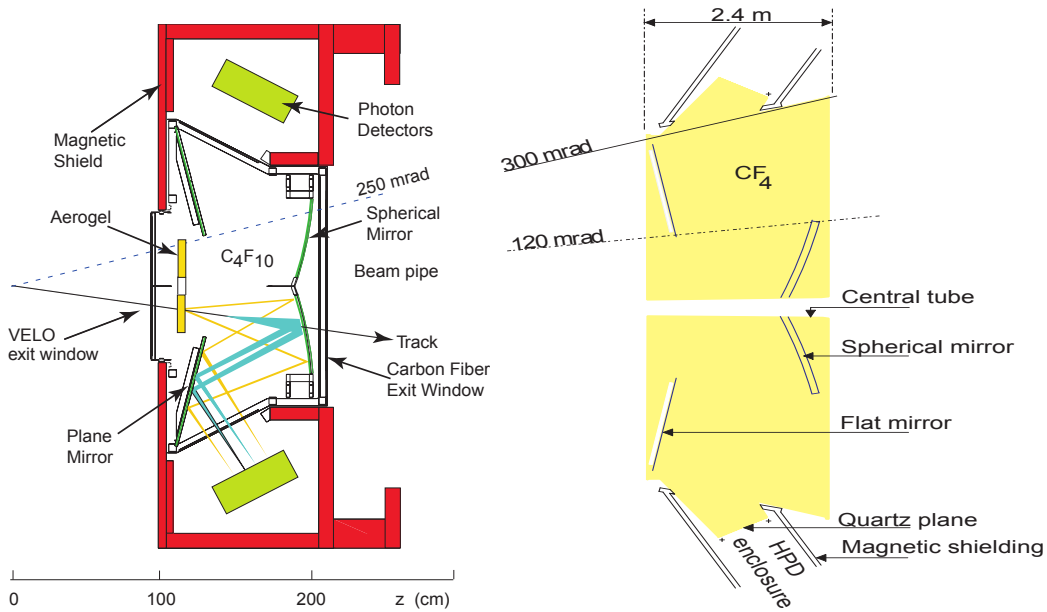 Magnetic
Shield
Photon
Detectors
250 mrad
Aerogel
Spherical
Mirror
C4F10
Beam pipe
VELO
exit window
Track
Carbon Fiber
Exit Window
Plane
Mirror
0
100
200
z (cm)
2.4 m
300 mrad
CF4
120 mrad
Central tube
Spherical mirror
Flat mirror
Quartz plane
Magnetic shielding
HPD
enclosure